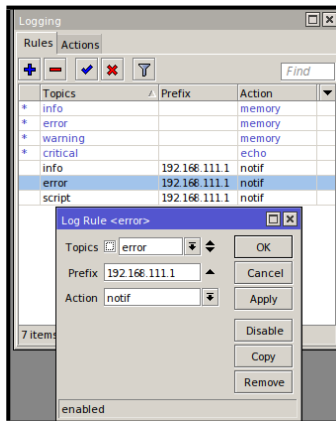 Logging
Rules Actions
Find
Topics Prefix Action
* info memory
* error memory
* warning memory
* critical echo
info 192.168.111.1 notif
error 192.168.111.1 notif
script 192.168.111.1 notif
Log Rule <error>
Topics error OK
Prefix 192.168.111.1 Cancel
Action notif Apply
Disable
Copy
Remove
7 items
enabled